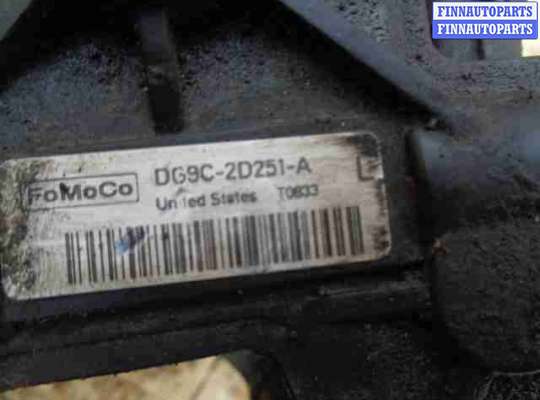 FINNAUTOPARTS
FINNAUTOPARTS
FoMoCo
DG9C-2D251-A
United States T0833